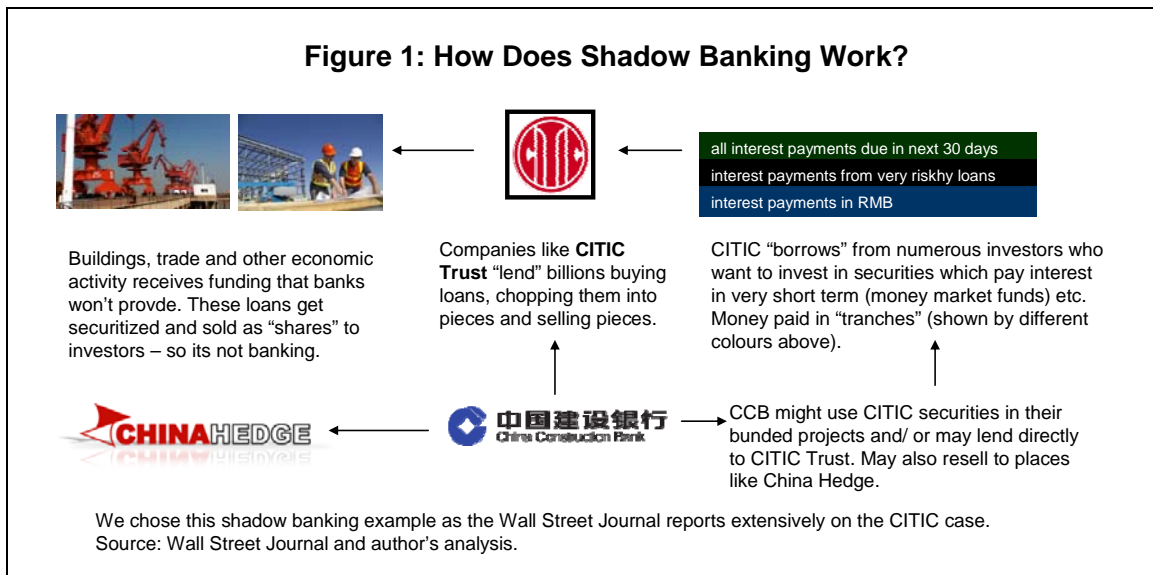 Figure 1: How Does Shadow Banking Work?
CITIC
all interest payments due in next 30 days
interest payments from very riskhy loans
interest payments in RMB
Buildings, trade and other economic
activity receives funding that banks
won’t provde. These loans get
securitized and sold as “shares” to
investors – so its not banking.
Companies like CITIC
Trust “lend” billions buying
loans, chopping them into
pieces and selling pieces.
CITIC “borrows” from numerous investors who
want to invest in securities which pay interest
in very short term (money market funds) etc.
Money paid in “tranches” (shown by different
colours above).
CHINAHEDGE
中国建设银行
China Construction Bank
CCB might use CITIC securities in their
bunded projects and/ or may lend directly
to CITIC Trust. May also resell to places
like China Hedge.
We chose this shadow banking example as the Wall Street Journal reports extensively on the CITIC case.
Source: Wall Street Journal and author’s analysis.